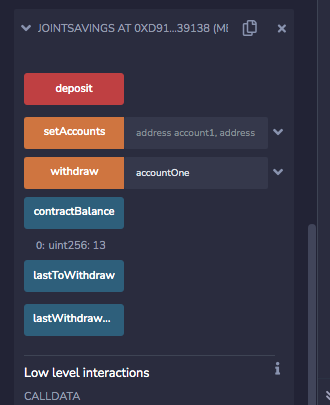 JOINTSAVINGS AT 0XD91...39138 (ME
deposit
setAccounts address account1, address
withdraw accountOne
contractBalance
0: uint256: 13
lastToWithdraw
lastWithdraw...
Low level interactions
CALLDATA